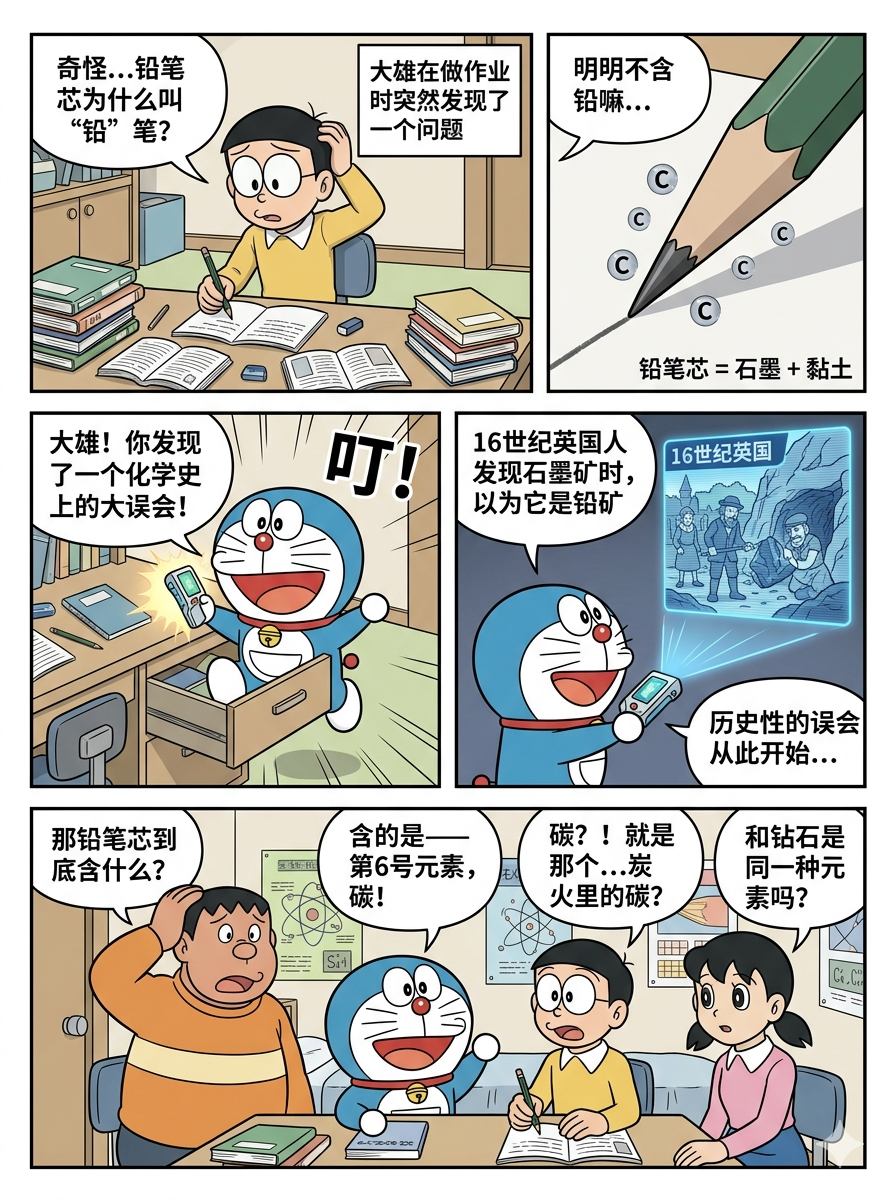 奇怪…铅笔
芯为什么叫
“铅”笔？
大雄在做作业
时突然发现了
一个问题
明明不含
铅嘛…
C
C
C
C
C
C
铅笔芯 = 石墨 + 黏土
大雄！你发现
了一个化学史
上的大误会！
叮！
16世纪英国人
发现石墨矿时，
以为它是铅矿
16世纪英国
历史性的误会
从此开始…
那铅笔芯到
底含什么？
含的是——
第6号元素，
碳！
碳？！就是
那个…炭
火里的碳？
和钻石是
同一种元
素吗？